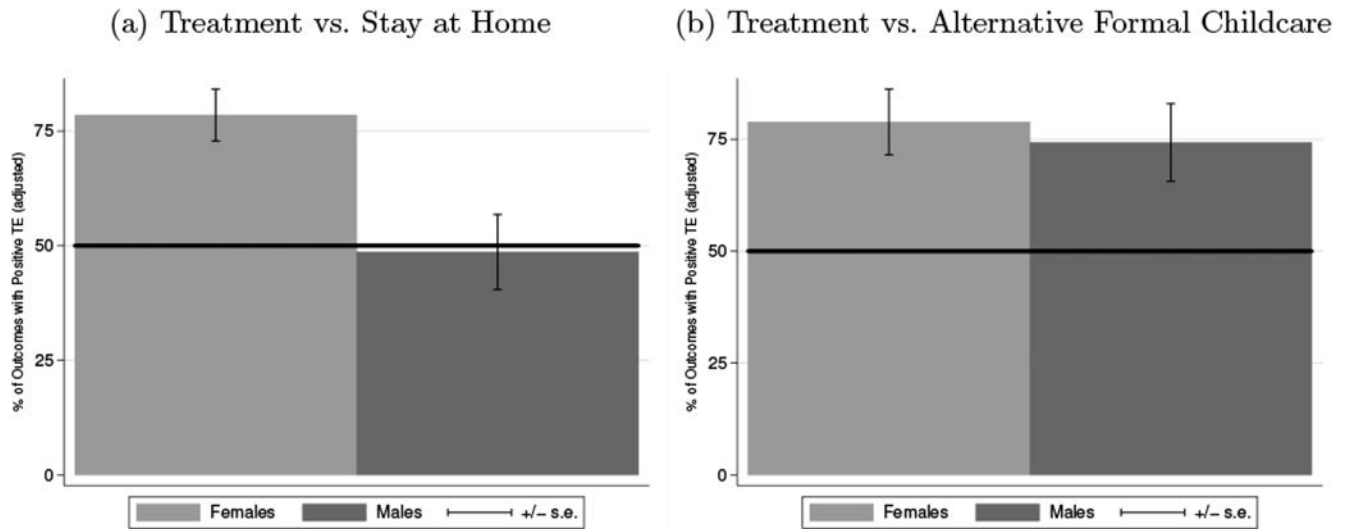 (a) Treatment vs. Stay at Home
% of Outcomes with Positive TE (adjusted)
75
50
25
0
Females Males +/− s.e.
(b) Treatment vs. Alternative Formal Childcare
% of Outcomes with Positive TE (adjusted)
75
50
25
0
Females Males +/− s.e.